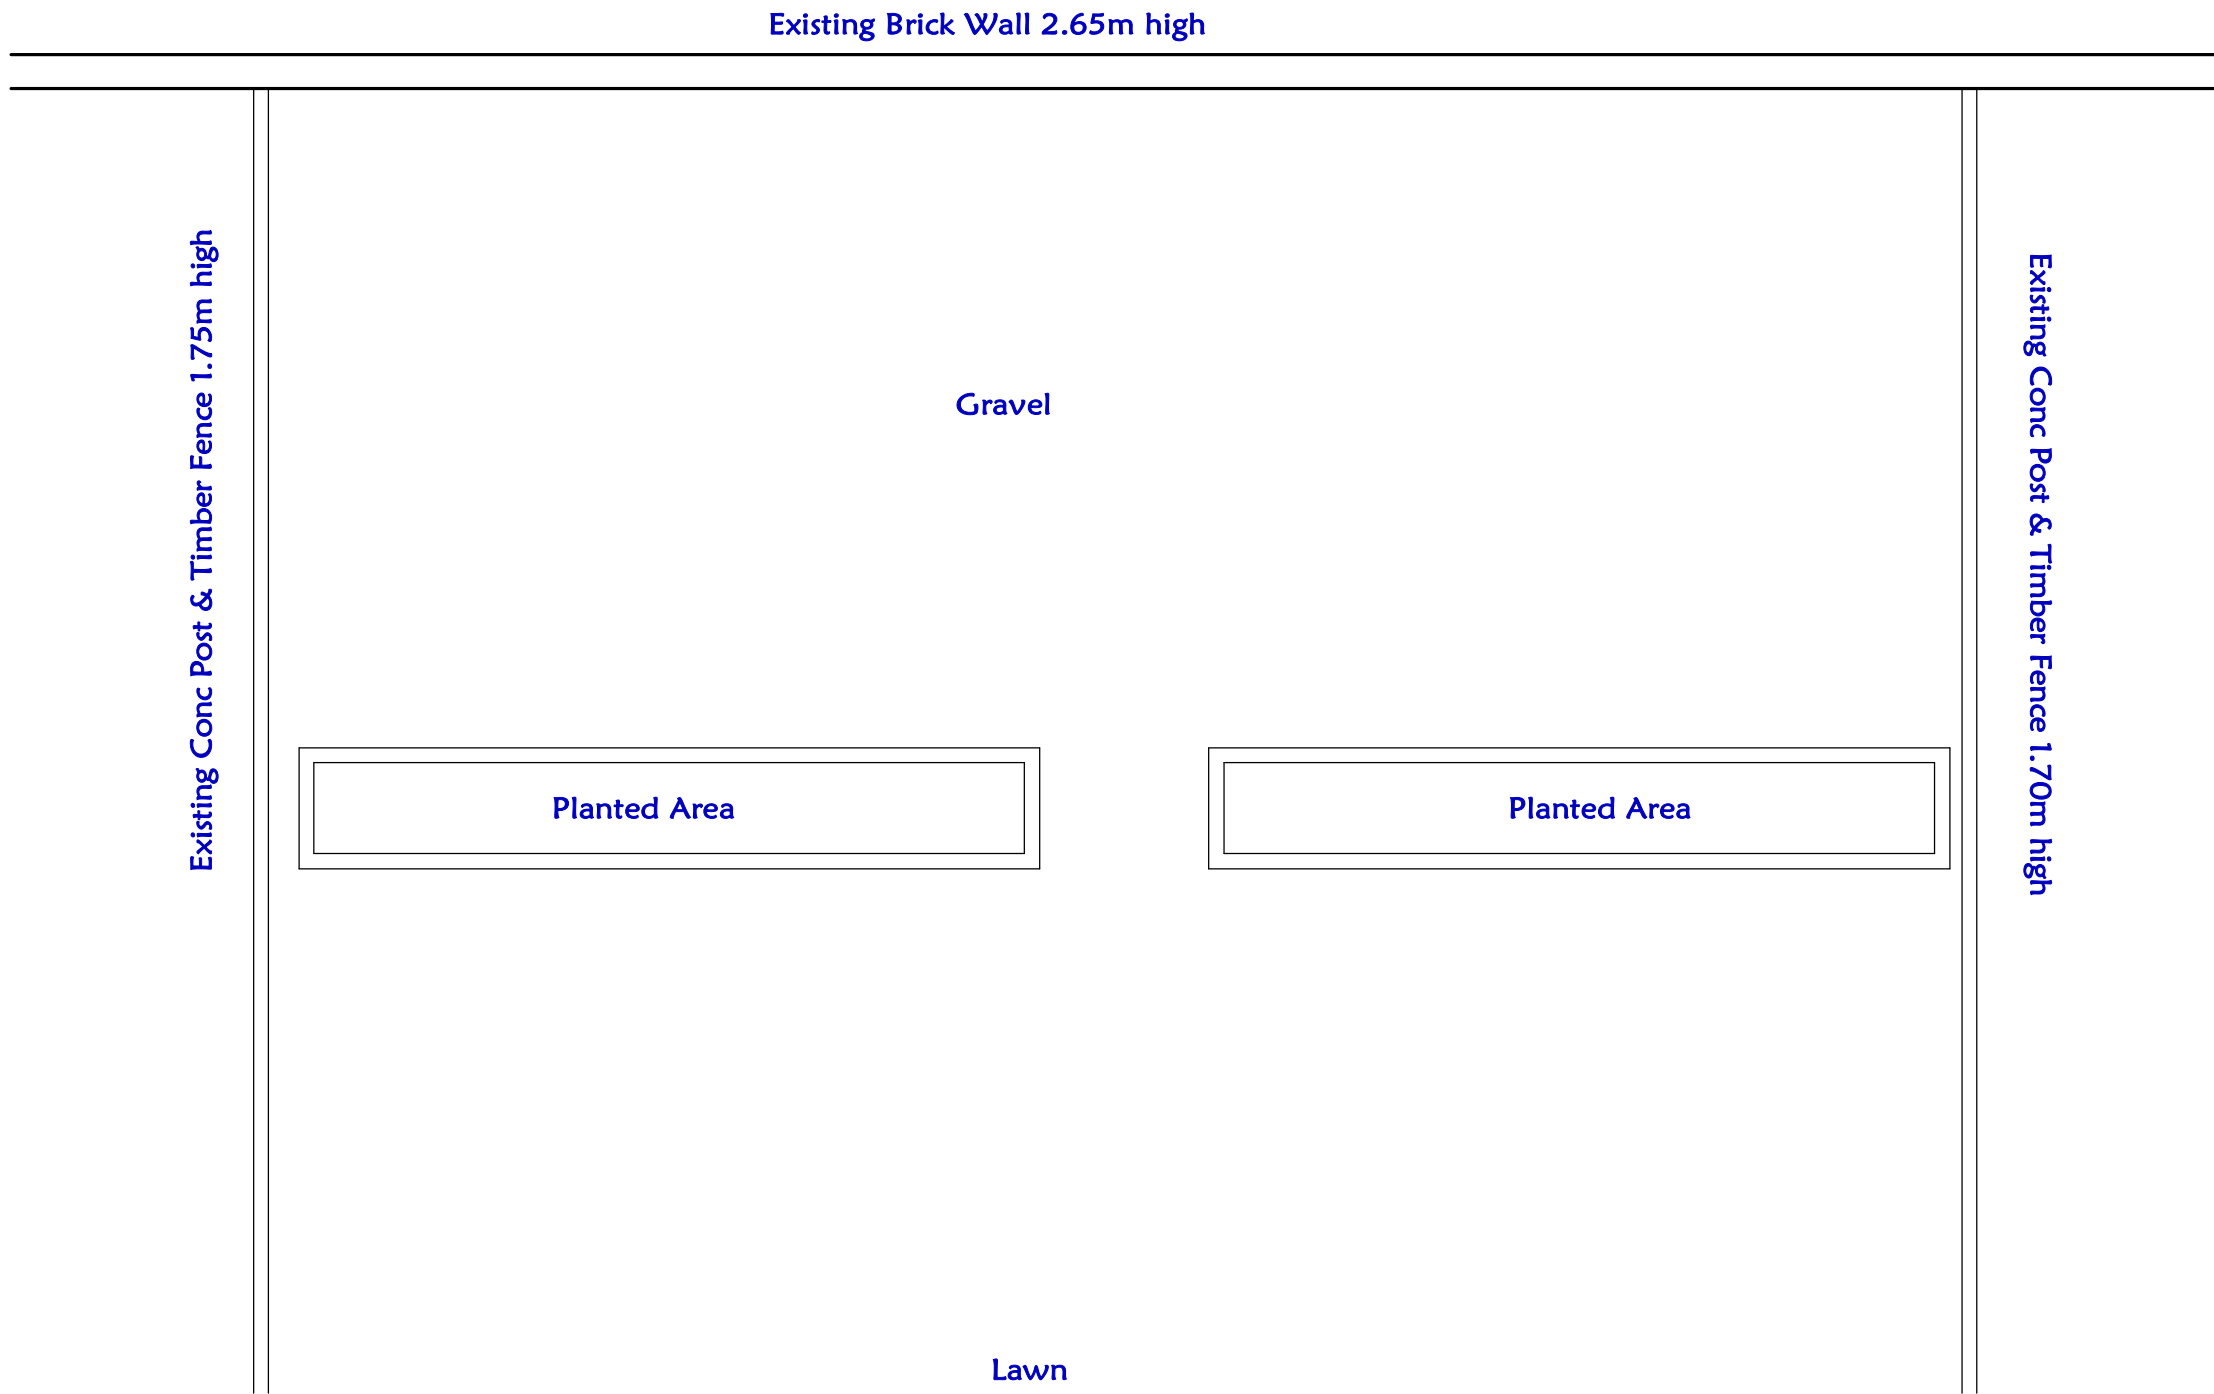 Existing Brick Wall 2.65m high
Existing Conc Post & Timber Fence 1.75m high
Existing Conc Post & Timber Fence 1.70m high
Gravel
Planted Area
Planted Area
Lawn